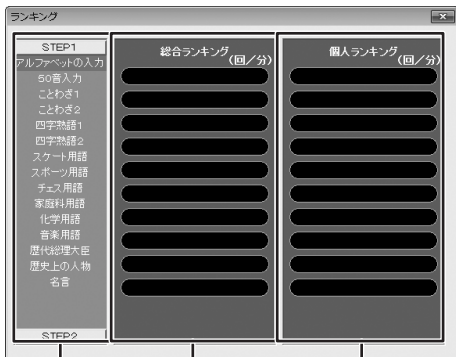 ランキング
STEP1
アルファベットの入力
50音入力
ことわざ1
ことわざ2
四字熟語1
四字熟語2
スケート用語
スポーツ用語
チェス用語
家庭科用語
化学用語
音楽用語
歴代総理大臣
歴史上の人物
名言
STEP2
総合ランキング
(回/分)
個人ランキング
(回/分)